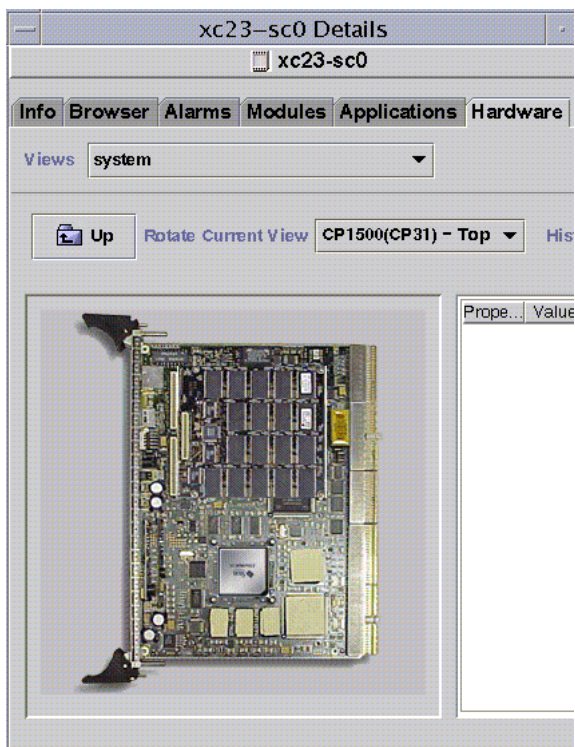 xc23–sc0 Details
xc23-sc0
Info Browser Alarms Modules Applications Hardware
Views system
Up Rotate Current View CP1500(CP31) – Top His
Prope... Value